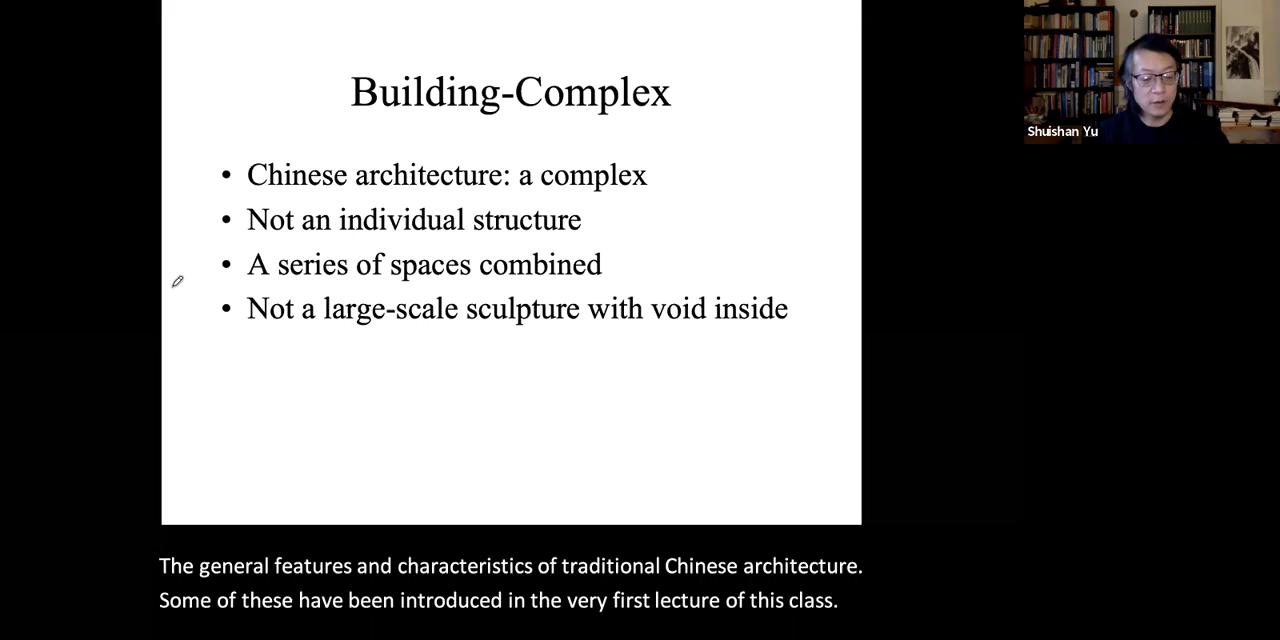 Building-Complex
• Chinese architecture: a complex
• Not an individual structure
• A series of spaces combined
• Not a large-scale sculpture with void inside
Shuishan Yu
The general features and characteristics of traditional Chinese architecture.
Some of these have been introduced in the very first lecture of this class.